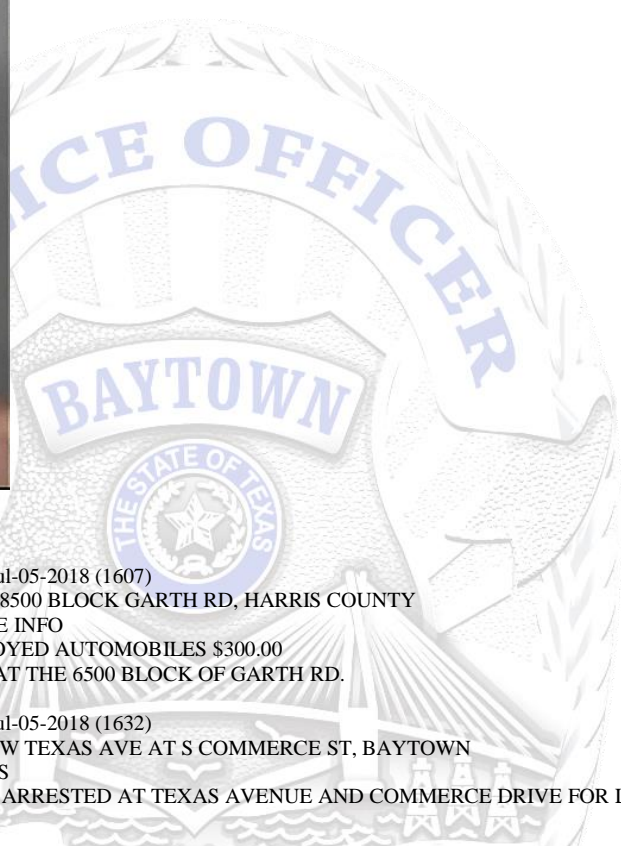 ICE OFFICER
BAYTOWN
THE STATE OF TEXAS
ul-05-2018 (1607)
8500 BLOCK GARTH RD, HARRIS COUNTY
E INFO
OYED AUTOMOBILES $300.00
AT THE 6500 BLOCK OF GARTH RD.
ul-05-2018 (1632)
W TEXAS AVE AT S COMMERCE ST, BAYTOWN
S
ARRESTED AT TEXAS AVENUE AND COMMERCE DRIVE FOR